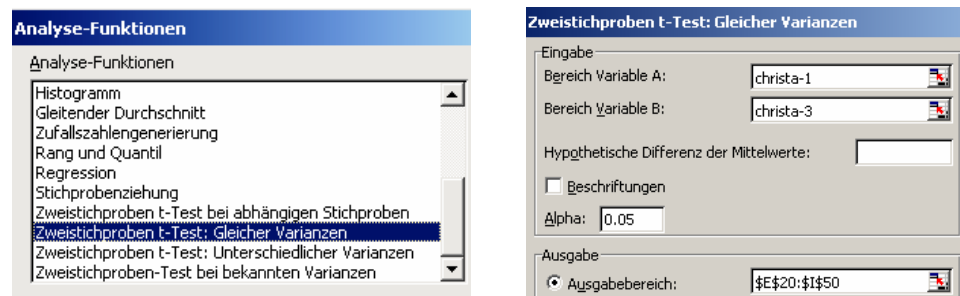 Analyse-Funktionen
Analyse-Funktionen
Histogramm
Gleitender Durchschnitt
Zufallszahlengenerierung
Rang und Quantil
Regression
Stichprobenziehung
Zweistichproben t-Test bei abhängigen Stichproben
Zweistichproben t-Test: Gleicher Varianzen
Zweistichproben t-Test: Unterschiedlicher Varianzen
Zweistichproben-Test bei bekannten Varianzen
Zweistichproben t-Test: Gleicher Varianzen
Eingabe
Bereich Variable A: christa-1
Bereich Variable B: christa-3
Hypothetische Differenz der Mittelwerte:
Beschriftungen
Alpha: 0.05
Ausgabe
Ausgabebereich: $E$20:$I$50